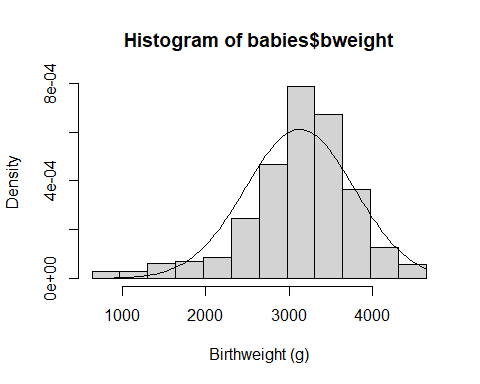 Histogram of babies$bweight
Density
8e-04
4e-04
0e+00
1000 2000 3000 4000
Birthweight (g)